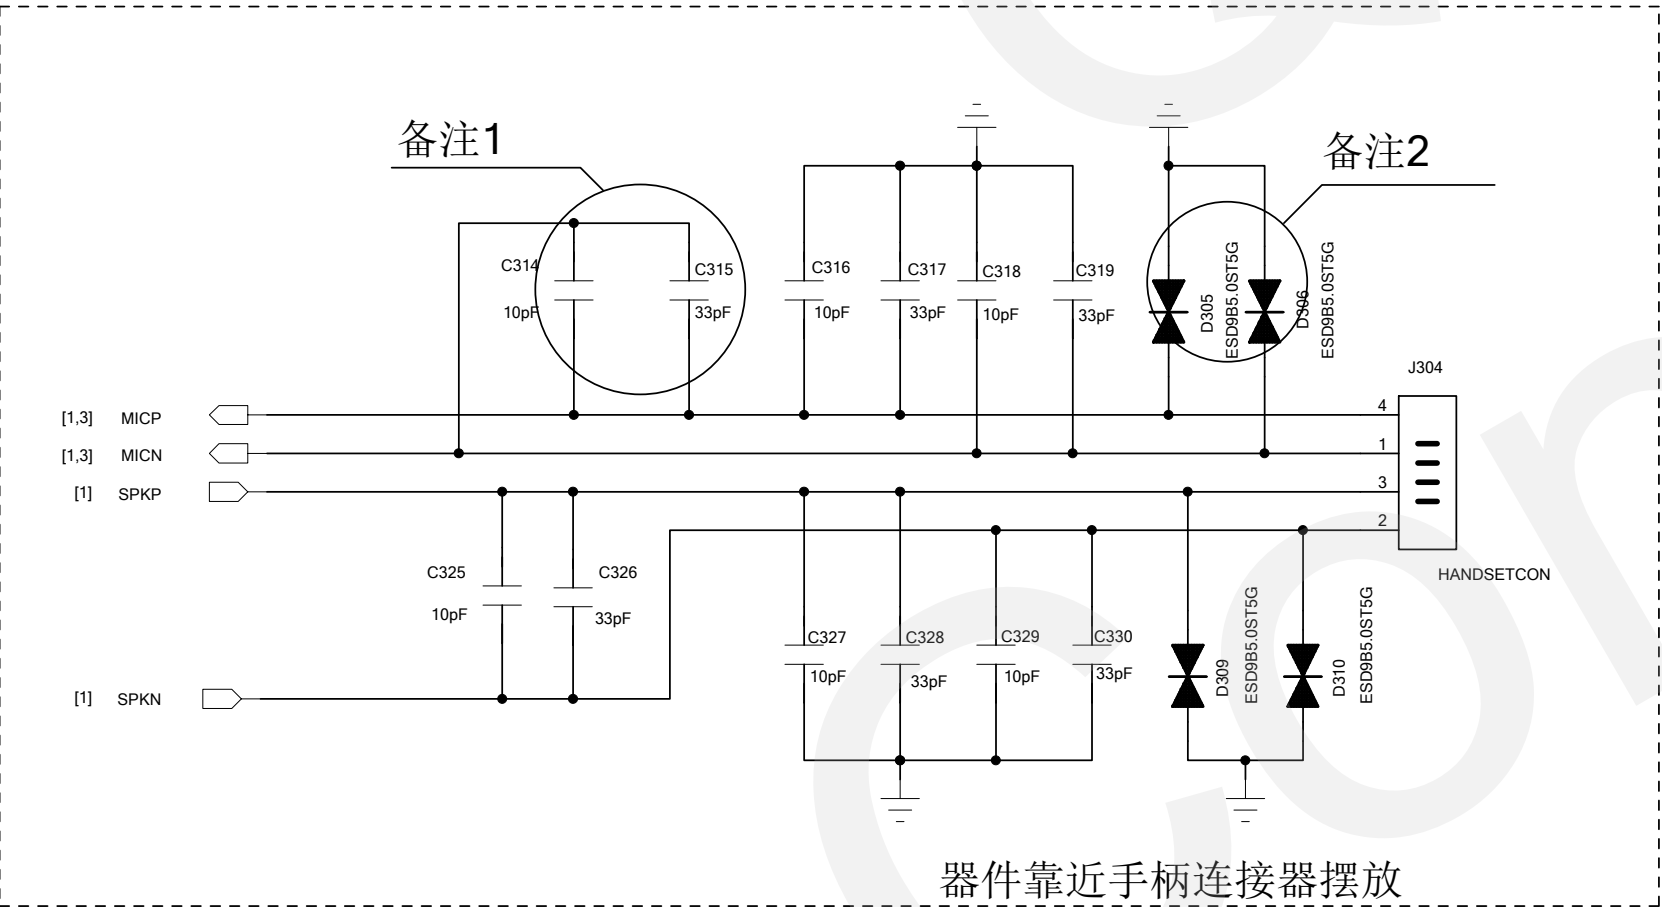 备注1
备注2
C314
10pF
C315
33pF
C316
10pF
C317
33pF
C318
10pF
C319
33pF
D305
ESD9B5.0ST5G
D306
ESD9B5.0ST5G
J304
[1,3] MICP
4
[1,3] MICN
1
[1] SPKP
3
2
HANDSETCON
C325
10pF
C326
33pF
C327
10pF
C328
33pF
C329
10pF
C330
33pF
D309
ESD9B5.0ST5G
D310
ESD9B5.0ST5G
[1] SPKN
器件靠近手柄连接器摆放